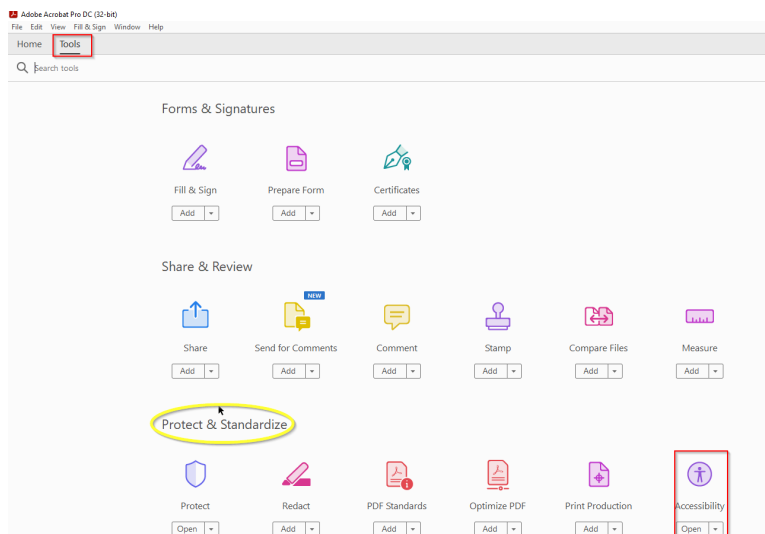 Adobe Acrobat Pro DC (32-bit)
File Edit View Fill & Sign Window Help
Home Tools
Search tools
Forms & Signatures
Fill & Sign Prepare Form Certificates
Add Add Add
Share & Review
NEW
Share Send for Comments Comment Stamp Compare Files Measure
Add Add Add Add Add Add
Protect & Standardize
Protect Redact PDF Standards Optimize PDF Print Production Accessibility
Open Add Add Add Add Open